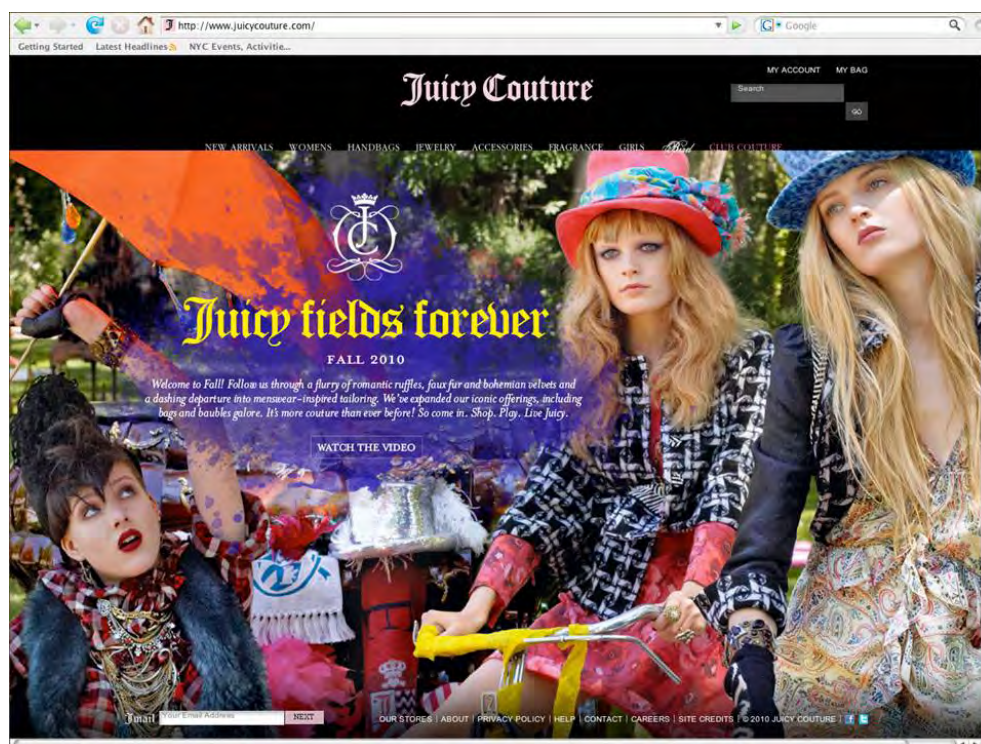 http://www.juicycouture.com/
Google
Getting Started Latest Headlines NYC Events, Activitie...
MY ACCOUNT MY BAG
Juicy Couture
Search
GO
NEW ARRIVALS WOMENS HANDBAGS JEWELRY ACCESSORIES FRAGRANCE GIRLS Bird CLUB COUTURE
JC
Juicy fields forever
FALL 2010
Welcome to Fall! Follow us through a flurry of romantic ruffles, faux fur and bohemian velvets and
a dashing departure into menswear-inspired tailoring. We've expanded our iconic offerings, including
bags and baubles galore. It's more couture than ever before! So come in. Shop. Play. Live Juicy.
WATCH THE VIDEO
Jmail Your Email Address NEXT
OUR STORES | ABOUT | PRIVACY POLICY | HELP | CONTACT | CAREERS | SITE CREDITS | © 2010 JUICY COUTURE |